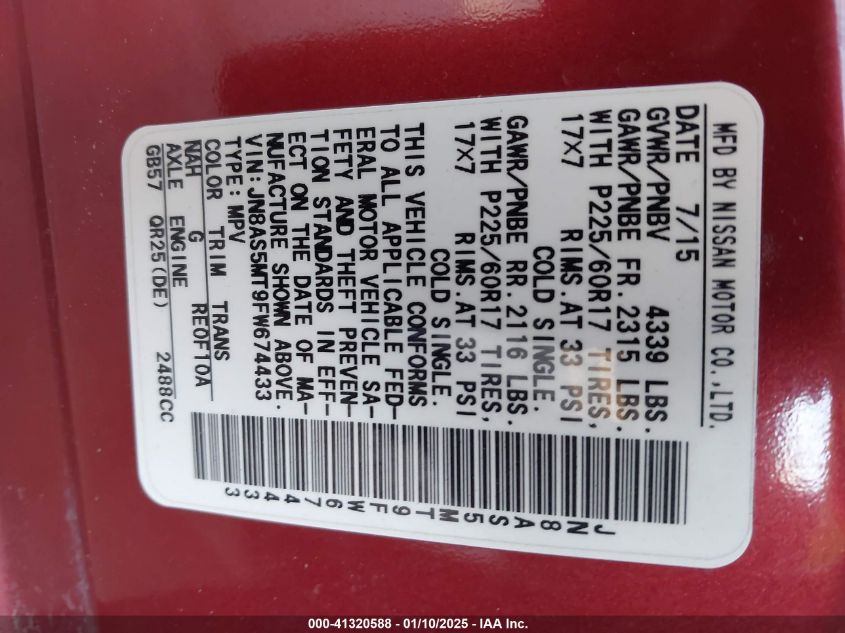 MFD BY NISSAN MOTOR CO.,LTD.
DATE 7/15
GVWR/PNBV 4339 LBS.
GAWR/PNBE FR. 2315 LBS.
WITH P225/60R17 TIRES,
17X7 RIMS.AT 33 PSI
COLD SINGLE.
GAWR/PNBE RR. 2116 LBS.
WITH P225/60R17 TIRES,
17X7 RIMS.AT 33 PSI
COLD SINGLE.
THIS VEHICLE CONFORMS
TO ALL APPLICABLE FED-
ERAL MOTOR VEHICLE SA-
FETY AND THEFT PREVEN-
TION STANDARDS IN EFF-
ECT ON THE DATE OF MA-
NUFACTURE SHOWN ABOVE.
VIN:JN8AS5MT9FW674433
TYPE:MPV
COLOR TRIM TRANS
NAH G RE0F10A
AXLE ENGINE
GB57 QR25(DE) 2488CC
JN8AS5MT9FW674433
000-41320588 - 01/10/2025 - IAA Inc.